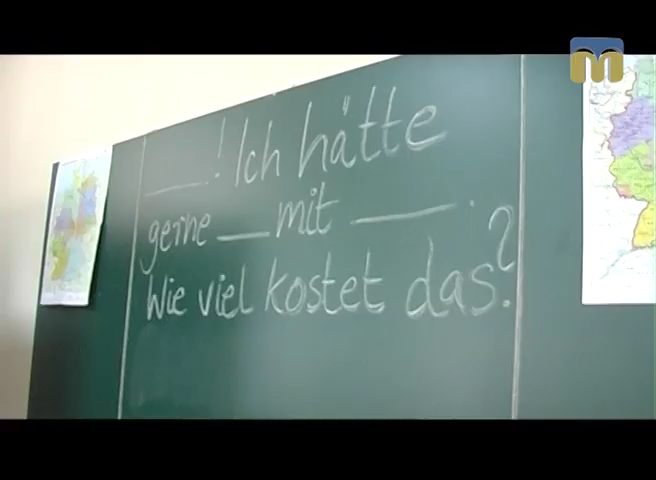 ___! Ich hätte
gerne ___ mit ___.
Wie viel kostet das?